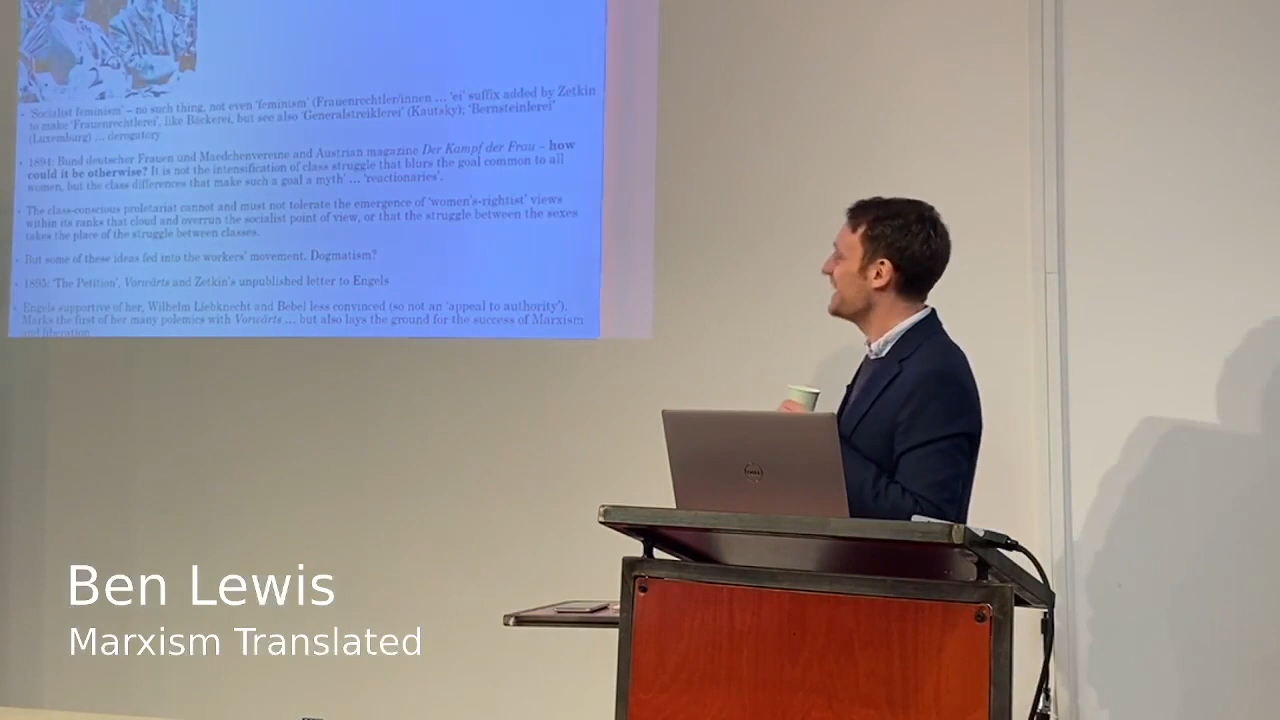 • 'Socialist feminism' – no such thing, not even 'feminism' (Frauenrechtler/innen ... 'ei' suffix added by Zetkin
to make 'Frauenrechtlerei', like Bäckerei, but see also 'Generalstreiklerei' (Kautsky); 'Bernsteinlerei'
(Luxemburg) ... derogatory
• 1894: Bund deutscher Frauen und Maedchenvereine and Austrian magazine Der Kampf der Frau – how
could it be otherwise? It is not the intensification of class struggle that blurs the goal common to all
women, but the class differences that make such a goal a myth' ... 'reactionaries'.
• The class-conscious proletariat cannot and must not tolerate the emergence of 'women's-rightist' views
within its ranks that cloud and overrun the socialist point of view, or that the struggle between the sexes
takes the place of the struggle between classes.
• But some of these ideas fed into the workers' movement. Dogmatism?
• 1895: 'The Petition', Vorwärts and Zetkin's unpublished letter to Engels
• Engels supportive of her, Wilhelm Liebknecht and Bebel less convinced (so not an 'appeal to authority').
Marks the first of her many polemics with Vorwärts ... but also lays the ground for the success of Marxism
and liberation
DELL
Ben Lewis
Marxism Translated